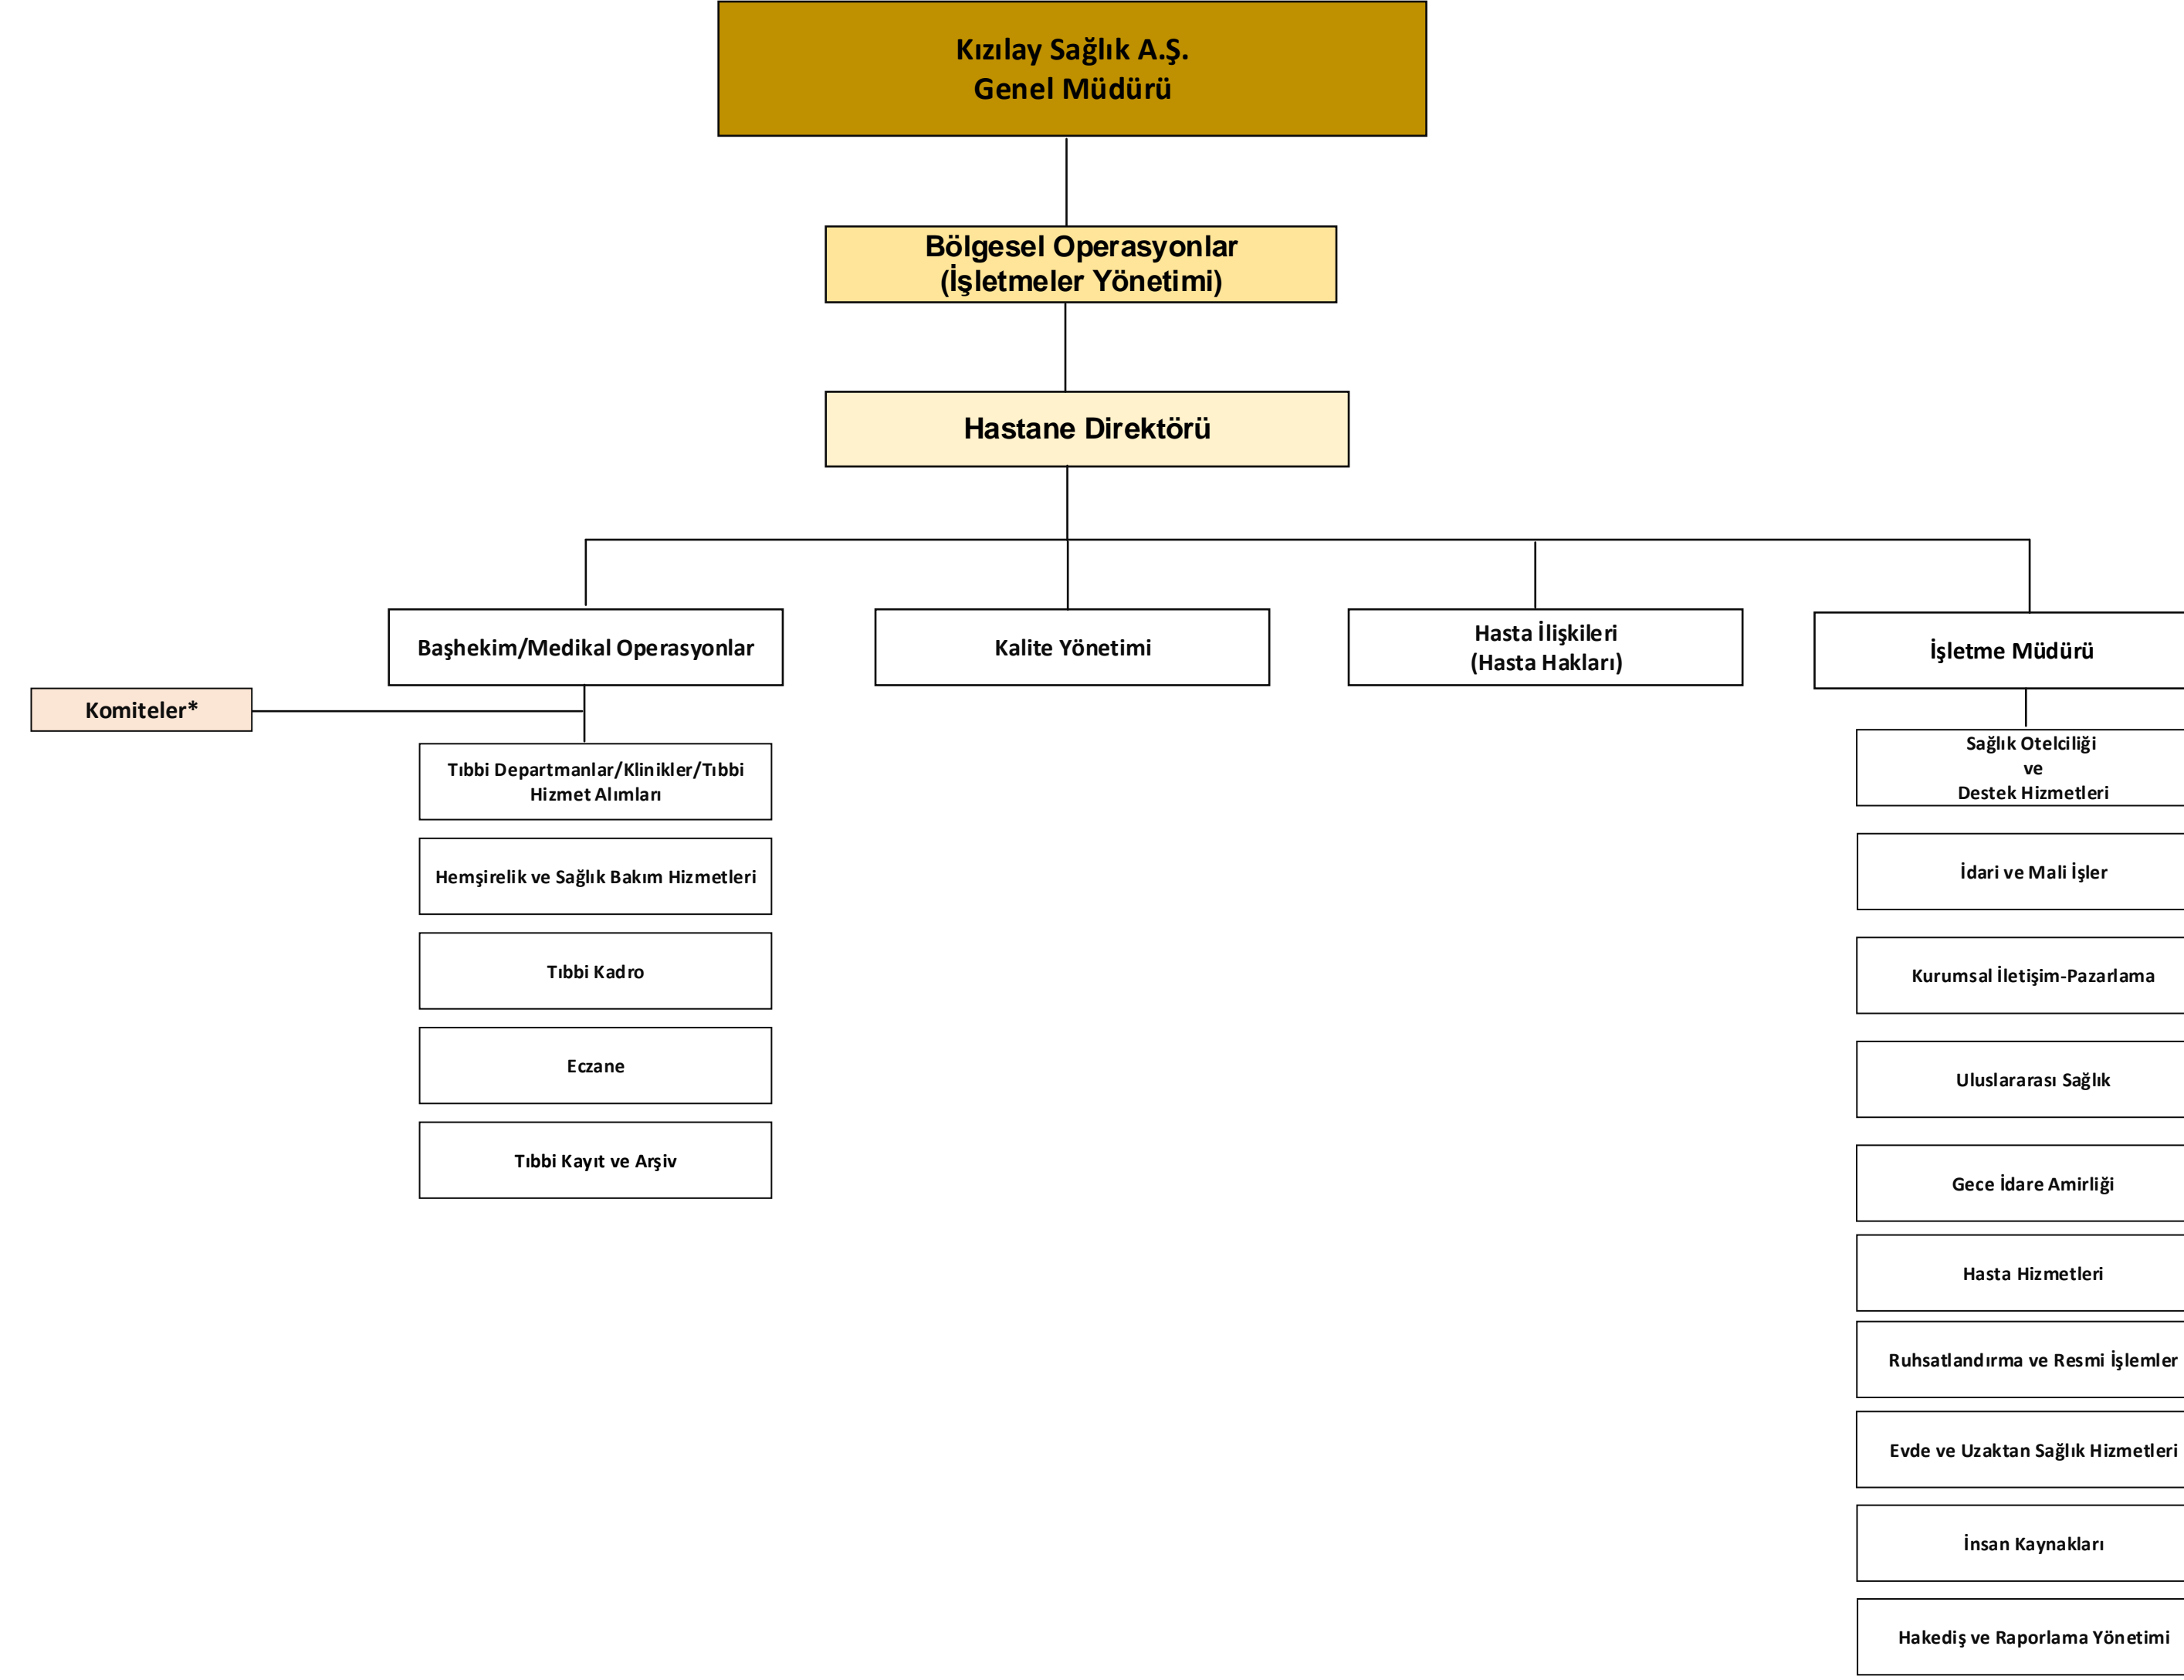 Kızılay Sağlık A.Ş.
Genel Müdürü
Bölgesel Operasyonlar
(İşletmeler Yönetimi)
Hastane Direktörü
Başhekim/Medikal Operasyonlar
Kalite Yönetimi
Hasta İlişkileri
(Hasta Hakları)
İşletme Müdürü
Komiteler*
Tıbbi Departmanlar/Klinikler/Tıbbi
Hizmet Alımları
Hemşirelik ve Sağlık Bakım Hizmetleri
Tıbbi Kadro
Eczane
Tıbbi Kayıt ve Arşiv
Sağlık Otelciliği
ve
Destek Hizmetleri
İdari ve Mali İşler
Kurumsal İletişim-Pazarlama
Uluslararası Sağlık
Gece İdare Amirliği
Hasta Hizmetleri
Ruhsatlandırma ve Resmi İşlemler
Evde ve Uzaktan Sağlık Hizmetleri
İnsan Kaynakları
Hakediş ve Raporlama Yönetimi